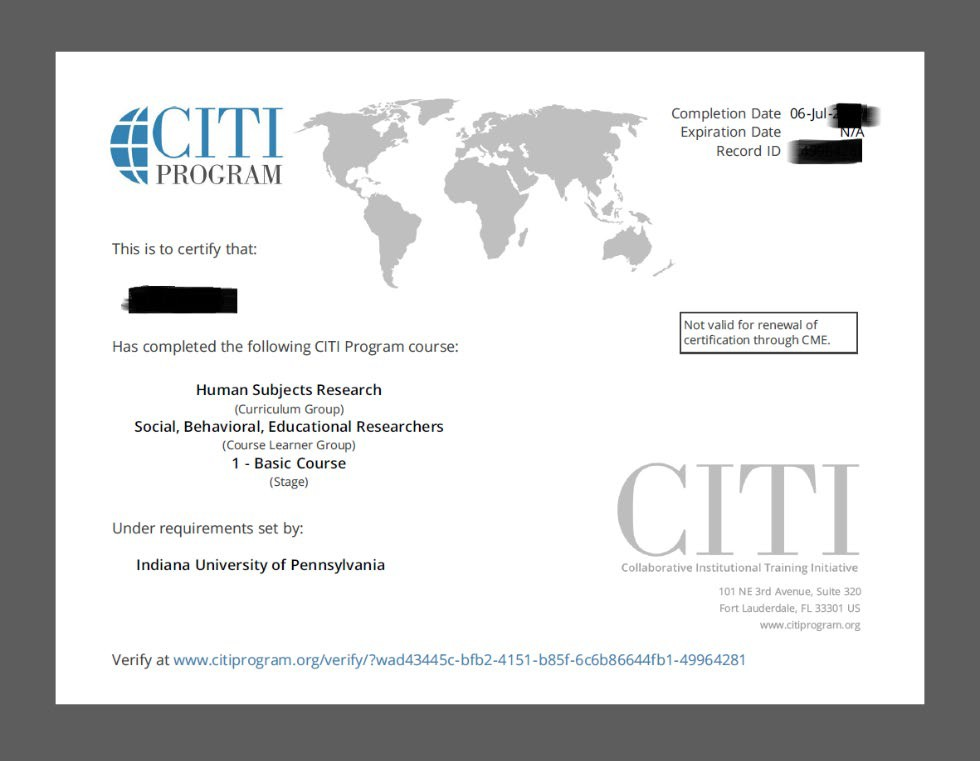 CITI
PROGRAM
Completion Date 06-Jul-2
Expiration Date N/A
Record ID
This is to certify that:
Has completed the following CITI Program course:
Not valid for renewal of
certification through CME.
Human Subjects Research
(Curriculum Group)
Social, Behavioral, Educational Researchers
(Course Learner Group)
1 - Basic Course
(Stage)
Under requirements set by:
Indiana University of Pennsylvania
CITI
Collaborative Institutional Training Initiative
101 NE 3rd Avenue, Suite 320
Fort Lauderdale, FL 33301 US
www.citiprogram.org
Verify at www.citiprogram.org/verify/?wad43445c-bfb2-4151-b85f-6c6b86644fb1-49964281